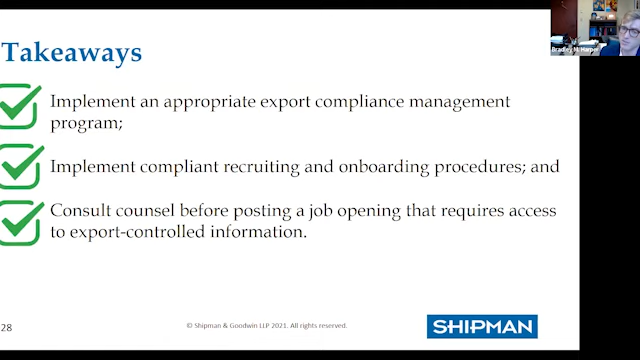 Takeaways
Implement an appropriate export compliance management
program;
Implement compliant recruiting and onboarding procedures; and
Consult counsel before posting a job opening that requires access
to export-controlled information.
28
© Shipman & Goodwin LLP 2021. All rights reserved.
SHIPMAN
Bradley M. Harper